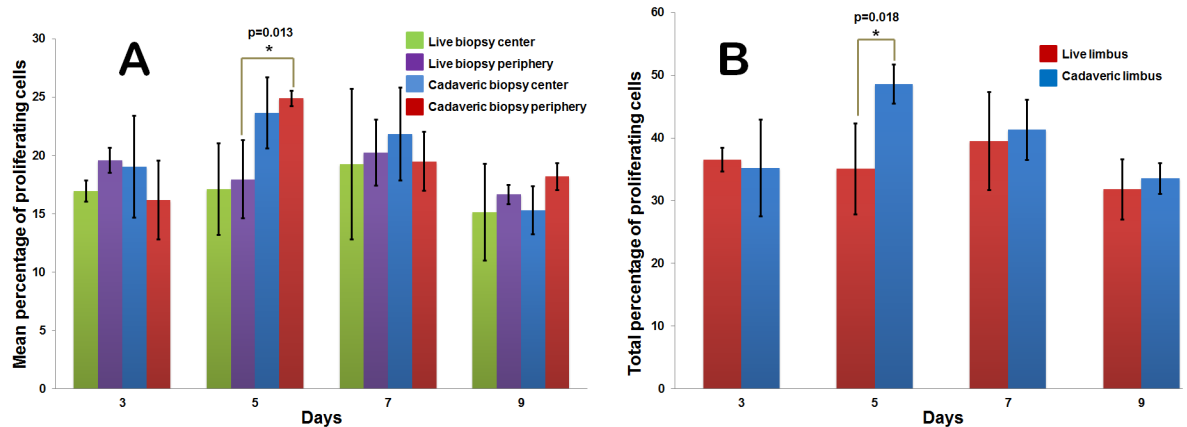 A
p=0.013
*
Live biopsy center
Live biopsy periphery
Cadaveric biopsy center
Cadaveric biopsy periphery
Mean percentage of proliferating cells
30
25
20
15
10
5
0
3
5
7
9
Days
B
p=0.018
*
Live limbus
Cadaveric limbus
Total percentage of proliferating cells
60
50
40
30
20
10
0
3
5
7
9
Days